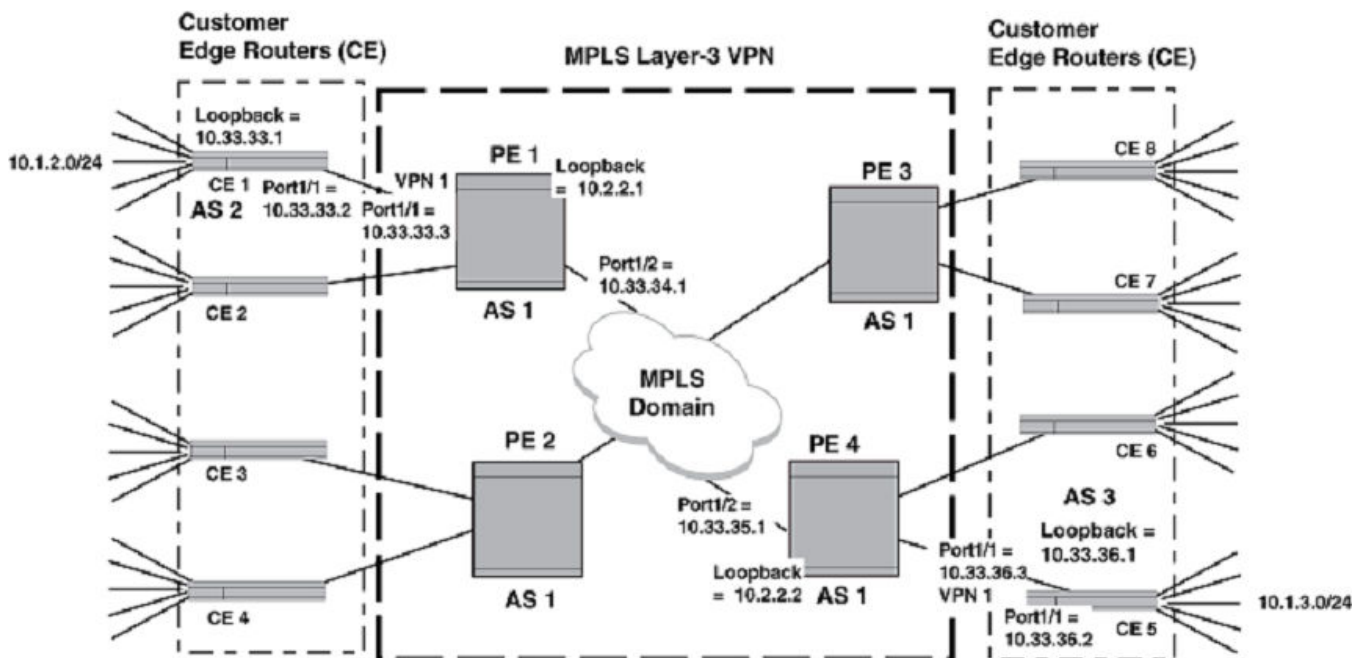 Customer
Edge Routers (CE)
MPLS Layer-3 VPN
Customer
Edge Routers (CE)
Loopback =
10.33.33.1
10.1.2.0/24
CE 1
Port1/1 =
10.33.33.2
AS 2
VPN 1
Port1/1 =
10.33.33.3
PE 1
Loopback
= 10.2.2.1
Port1/2 =
10.33.34.1
AS 1
CE 2
PE 3
AS 1
CE 8
CE 7
MPLS
Domain
CE 3
CE 4
PE 2
AS 1
PE 4
Port1/2 =
10.33.35.1
Loopback
= 10.2.2.2
AS 1
CE 6
AS 3
Loopback =
10.33.36.1
Port1/1 =
10.33.36.3
VPN 1
Port1/1 =
10.33.36.2
CE 5
10.1.3.0/24